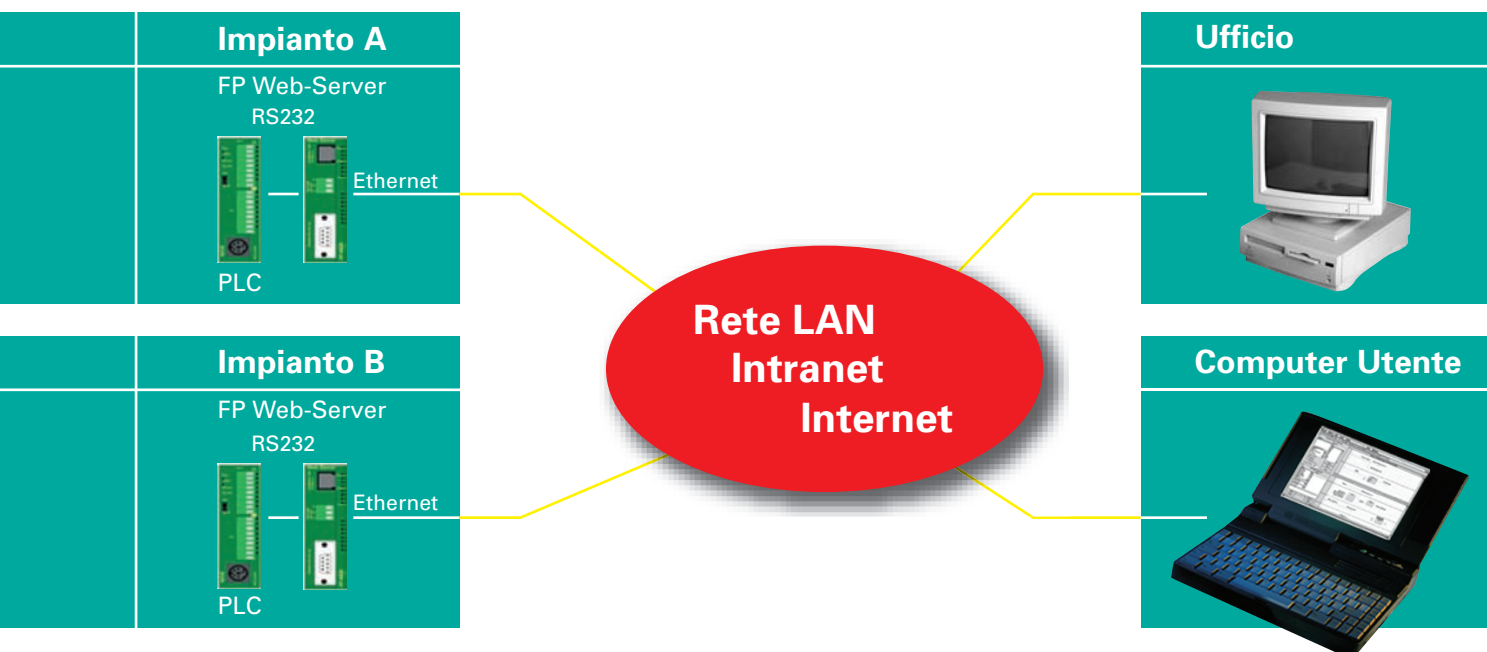 Impianto A
FP Web-Server
RS232
Ethernet
PLC
Impianto B
FP Web-Server
RS232
Ethernet
PLC
Rete LAN
Intranet
Internet
Ufficio
Computer Utente